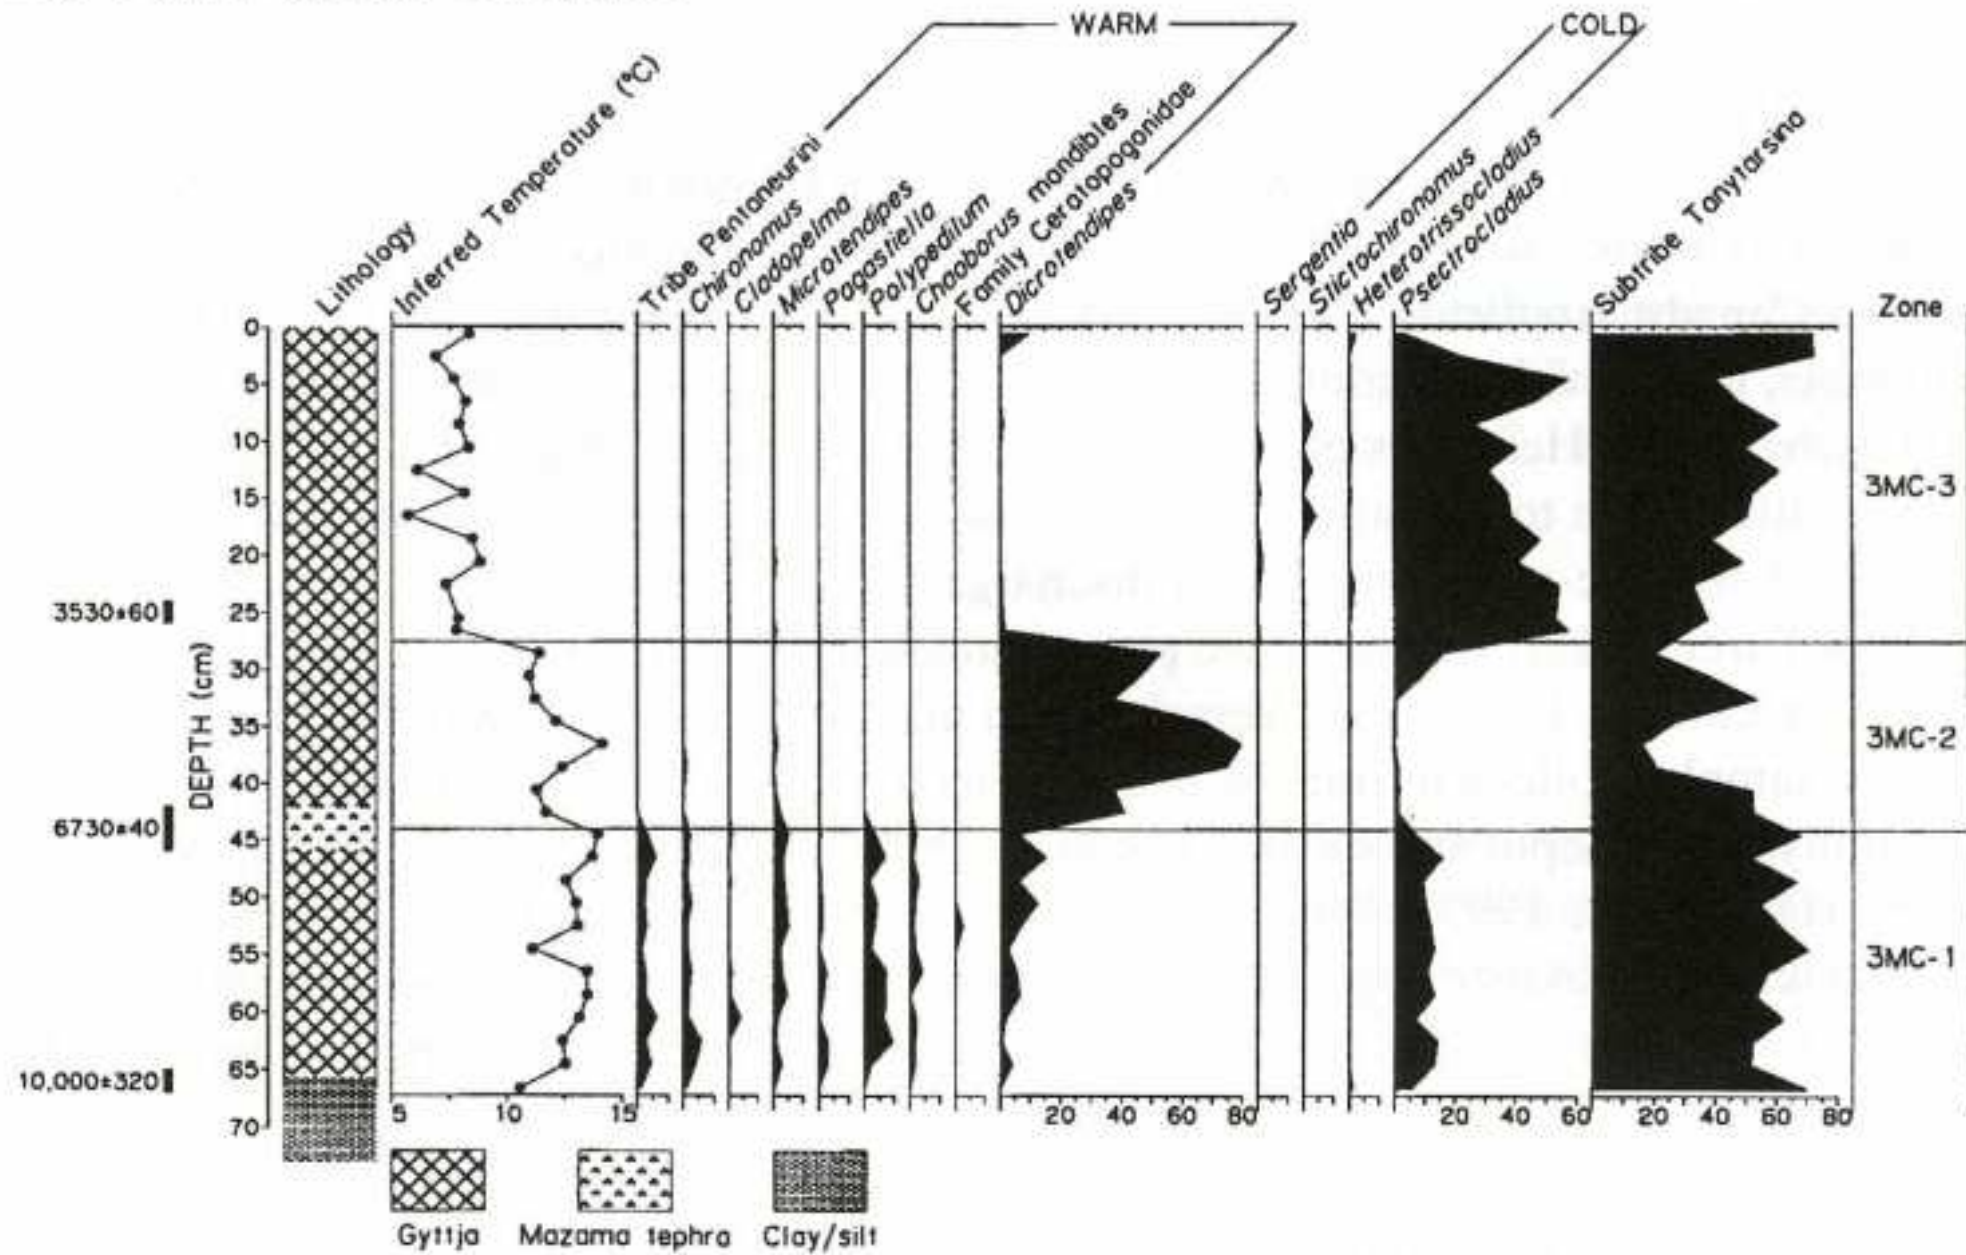 WARM
COLD
Lithology
Inferred Temperature (°C)
Tribe Pentaneurini
Chironomus
Cladopelma
Microtendipes
Pagastiella
Polypedilum
Chaoborus mandibles
Family Ceratopogonidae
Dicrotendipes
Sergentia
Stictochironomus
Heterotrissocladius
Psectrocladius
Subtribe Tanytarsina
Zone
DEPTH (cm)
0
5
10
15
20
25
30
35
40
45
50
55
60
65
70
3530±60
6730±40
10,000±320
3MC-3
3MC-2
3MC-1
5 10 15 20 40 60 80 20 40 60 20 40 60 80
Gyttja Mazama tephra Clay/silt